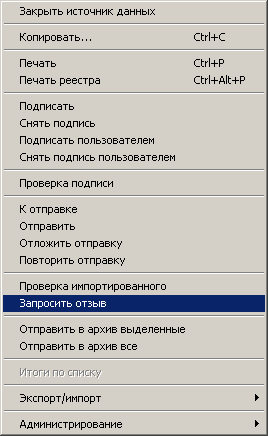 Закрыть источник данных
Копировать... Ctrl+C
Печать Ctrl+P
Печать реестра Ctrl+Alt+P
Подписать
Снять подпись
Подписать пользователем
Снять подпись пользователем
Проверка подписи
К отправке
Отправить
Отложить отправку
Повторить отправку
Проверка импортированного
Запросить отзыв
Отправить в архив выделенные
Отправить в архив все
Итоги по списку
Экспорт/импорт
Администрирование